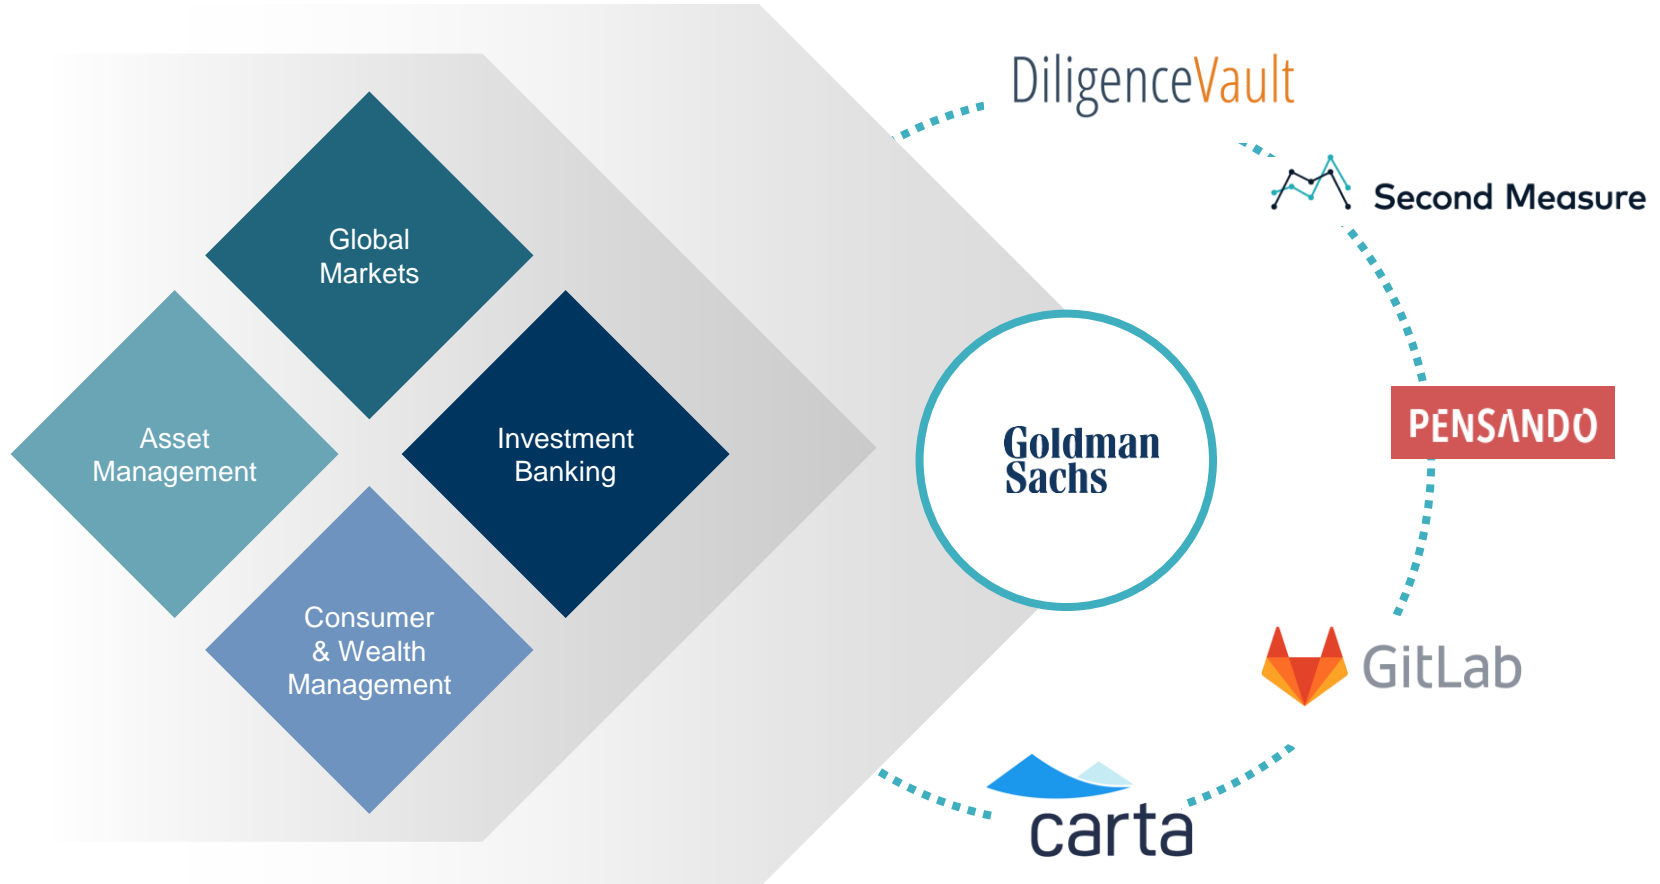 Global
Markets
Asset
Management
Investment
Banking
Consumer
& Wealth
Management
Goldman
Sachs
DiligenceVault
Second Measure
PENSANDO
GitLab
carta